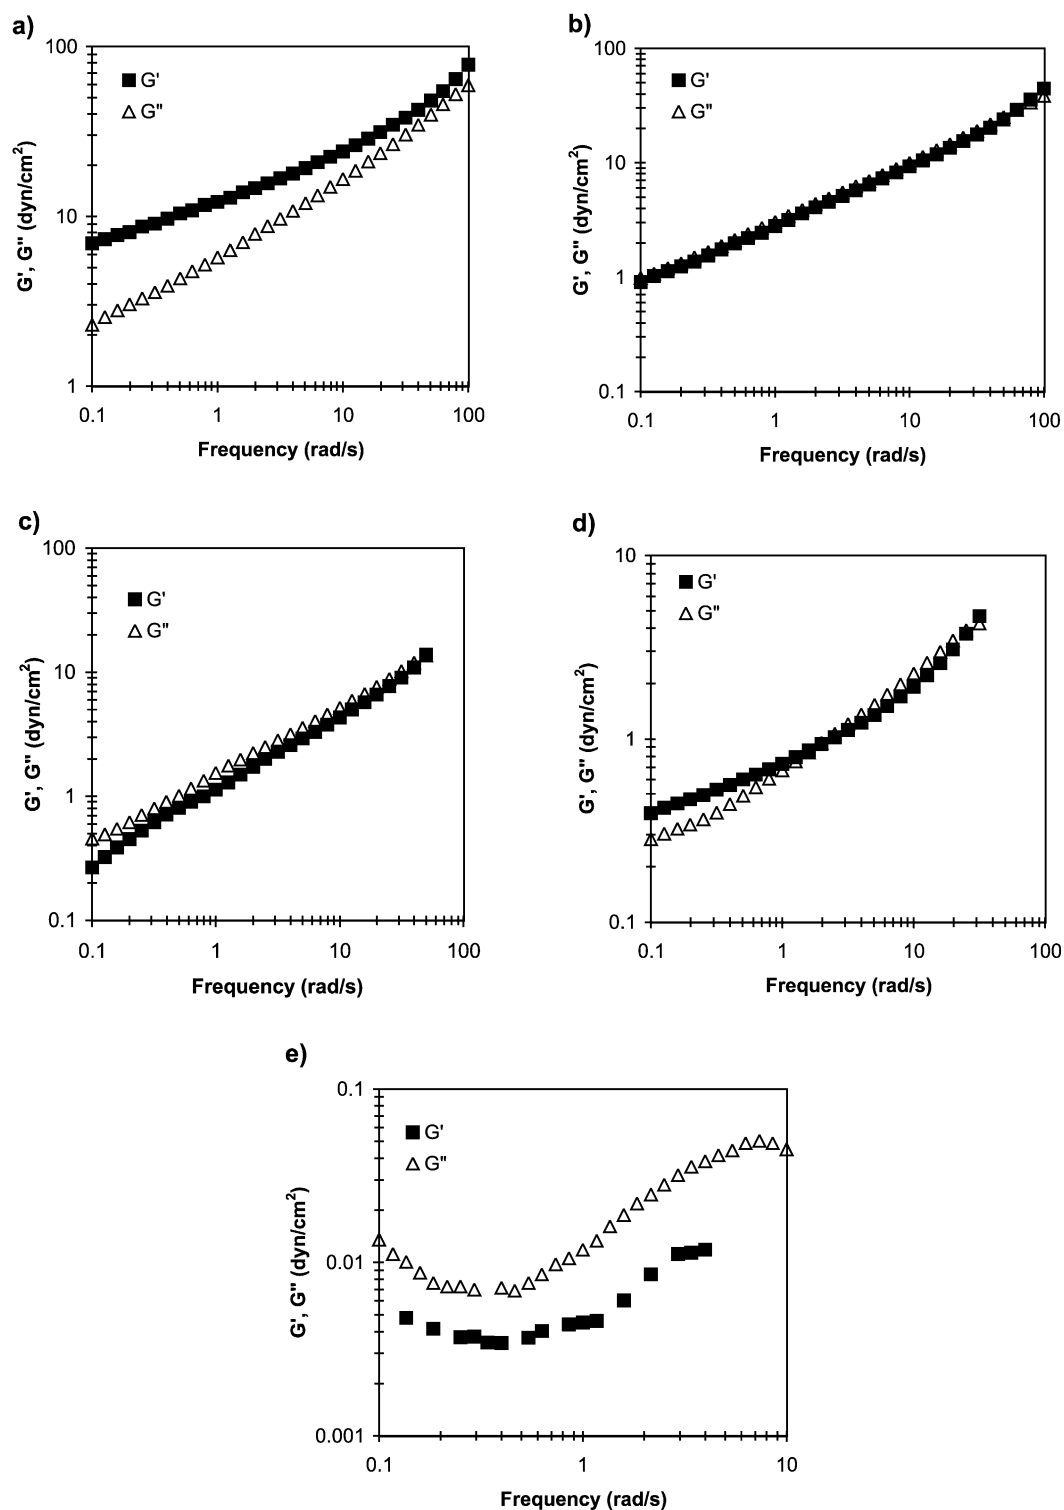 a)
100
10
1
G', G" (dyn/cm²)
G'
G"
0.1 1 10 100
Frequency (rad/s)
b)
100
10
1
0.1
G', G" (dyn/cm²)
G'
G"
0.1 1 10 100
Frequency (rad/s)
c)
100
10
1
0.1
G', G" (dyn/cm²)
G'
G"
0.1 1 10 100
Frequency (rad/s)
d)
10
1
0.1
G', G" (dyn/cm²)
G'
G"
0.1 1 10 100
Frequency (rad/s)
e)
0.1
0.01
0.001
G', G" (dyn/cm²)
G'
G"
0.1 1 10
Frequency (rad/s)